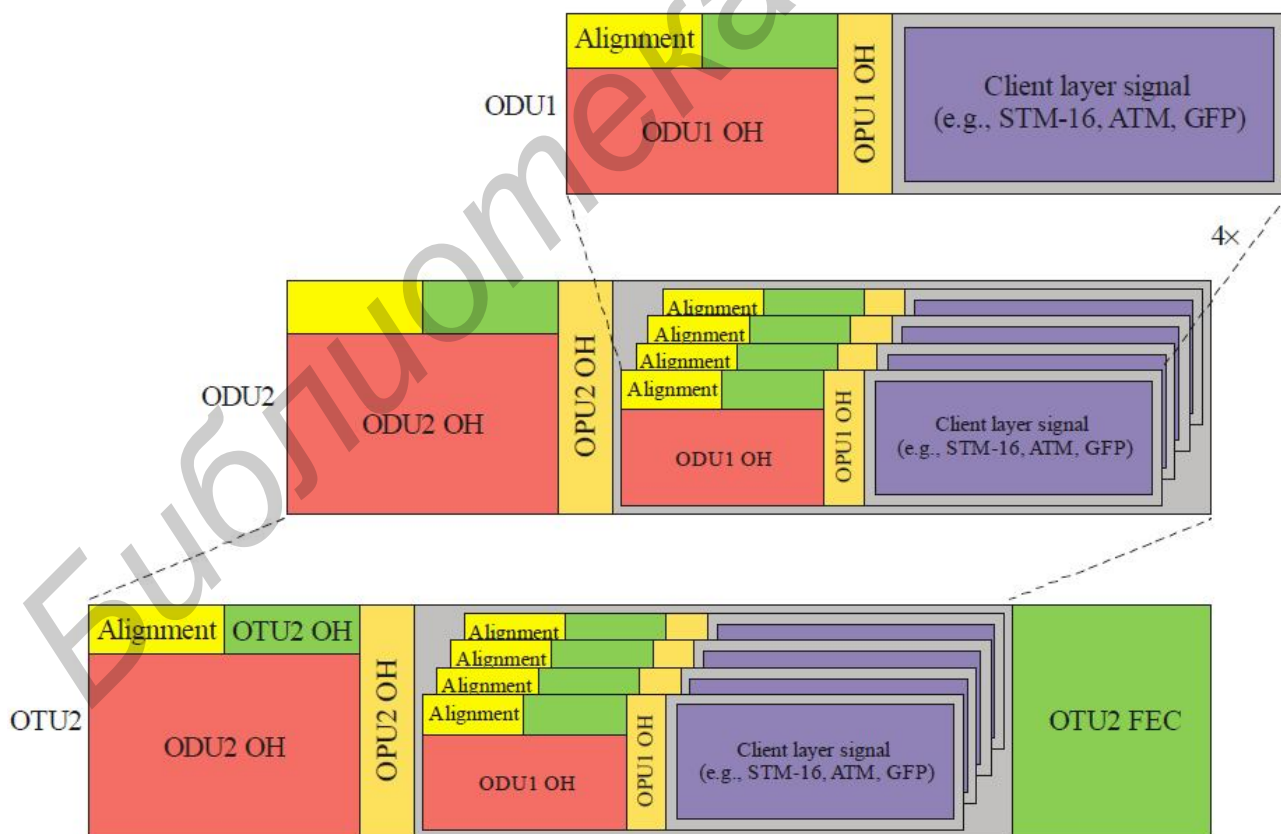 Alignment
ODU1
ODU1 OH
OPU1 OH
Client layer signal
(e.g., STM-16, ATM, GFP)
4×
ODU2
ODU2 OH
OPU2 OH
Alignment
Alignment
Alignment
Alignment
ODU1 OH
OPU1 OH
Client layer signal
(e.g., STM-16, ATM, GFP)
OTU2
Alignment
OTU2 OH
ODU2 OH
OPU2 OH
Alignment
Alignment
Alignment
Alignment
ODU1 OH
OPU1 OH
Client layer signal
(e.g., STM-16, ATM, GFP)
OTU2 FEC
Библиотека